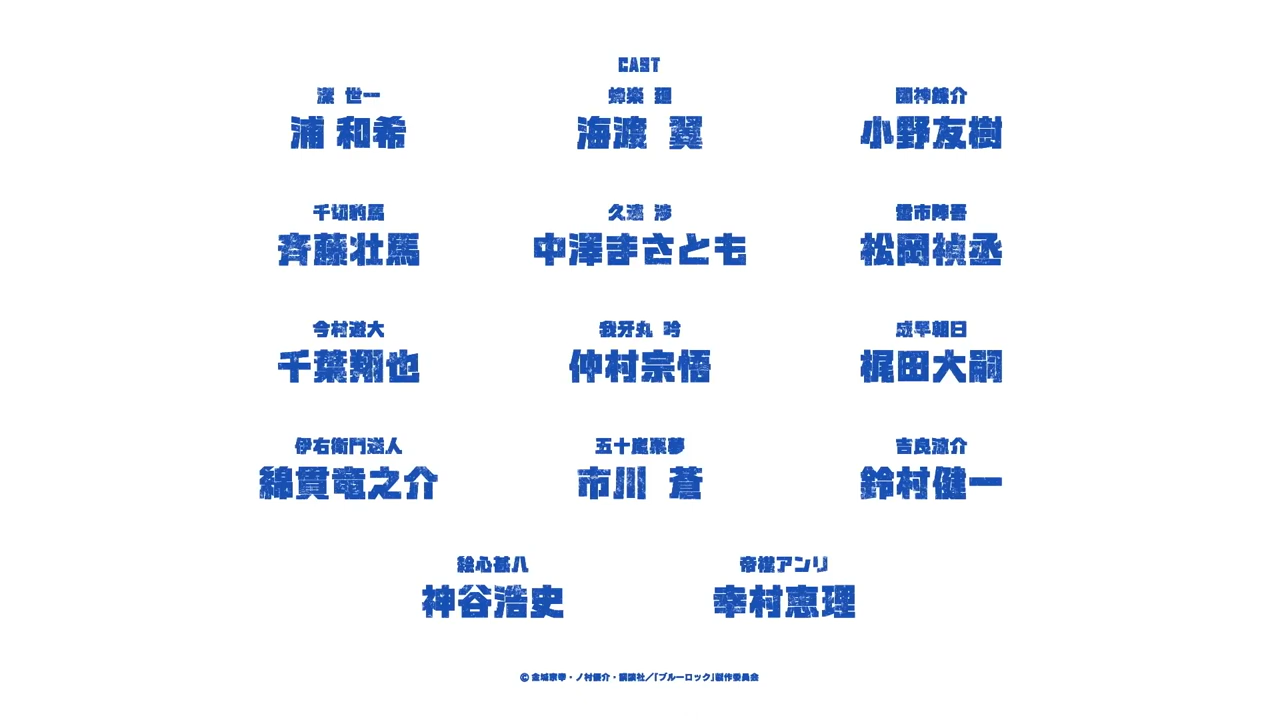 CAST
潔 世一
浦 和希
蜂楽 廻
海渡 翼
國神錬介
小野友樹
千切豹馬
斉藤壮馬
久遠 渉
中澤まさとも
雷市陣吾
松岡禎丞
今村遊大
千葉翔也
我牙丸 吟
仲村宗悟
成早朝日
梶田大嗣
伊右衛門送人
綿貫竜之介
五十嵐栗夢
市川 蒼
吉良涼介
鈴村健一
絵心甚八
神谷浩史
帝襟アンリ
幸村恵理
© 金城宗幸・ノ村優介・講談社／「ブルーロック」製作委員会